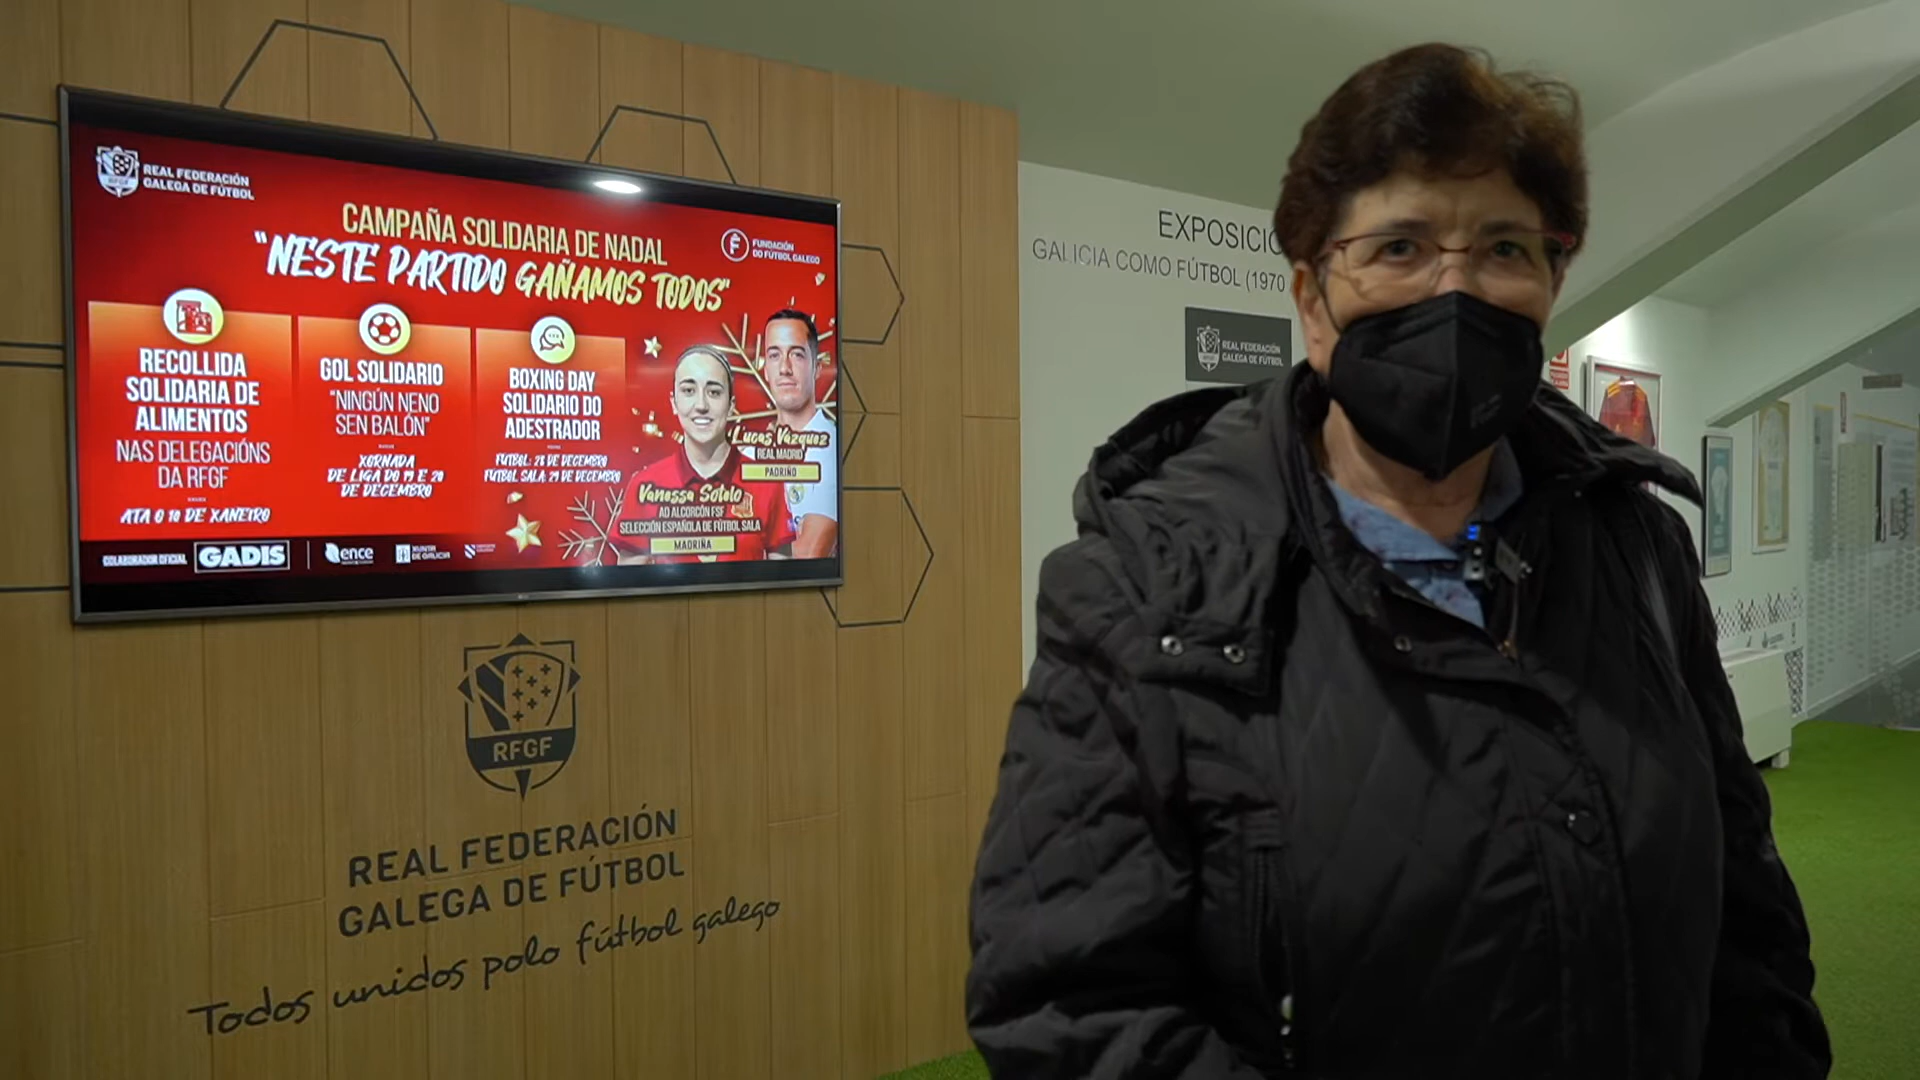 REAL FEDERACIÓN
GALEGA DE FÚTBOL
CAMPAÑA SOLIDARIA DE NADAL
"NESTE PARTIDO GAÑAMOS TODOS"
FUNDACIÓN
DO FÚTBOL GALEGO
RECOLLIDA
SOLIDARIA DE
ALIMENTOS
NAS DELEGACIÓNS
DA RFGF
ATA O 10 DE XANEIRO
GOL SOLIDARIO
"NINGÚN NENO
SEN BALÓN"
XORNADA
DE LIGA DO 19 E 20
DE DECEMBRO
BOXING DAY
SOLIDARIO DO
ADESTRADOR
FÚTBOL: 28 DE DECEMBRO
FÚTBOL SALA: 29 DE DECEMBRO
Lucas Vázquez
REAL MADRID
PADRIÑO
Vanessa Sotelo
AD ALCORCÓN FSF
SELECCIÓN ESPAÑOLA DE FÚTBOL SALA
MADRIÑA
COLABORADOR OFICIAL
GADIS
ence
XUNTA
DE GALICIA
RFGF
REAL FEDERACIÓN
GALEGA DE FÚTBOL
Todos unidos polo fútbol galego
EXPOSICIÓ
GALICIA COMO FÚTBOL (1970
REAL FEDERACIÓN
GALEGA DE FÚTBOL